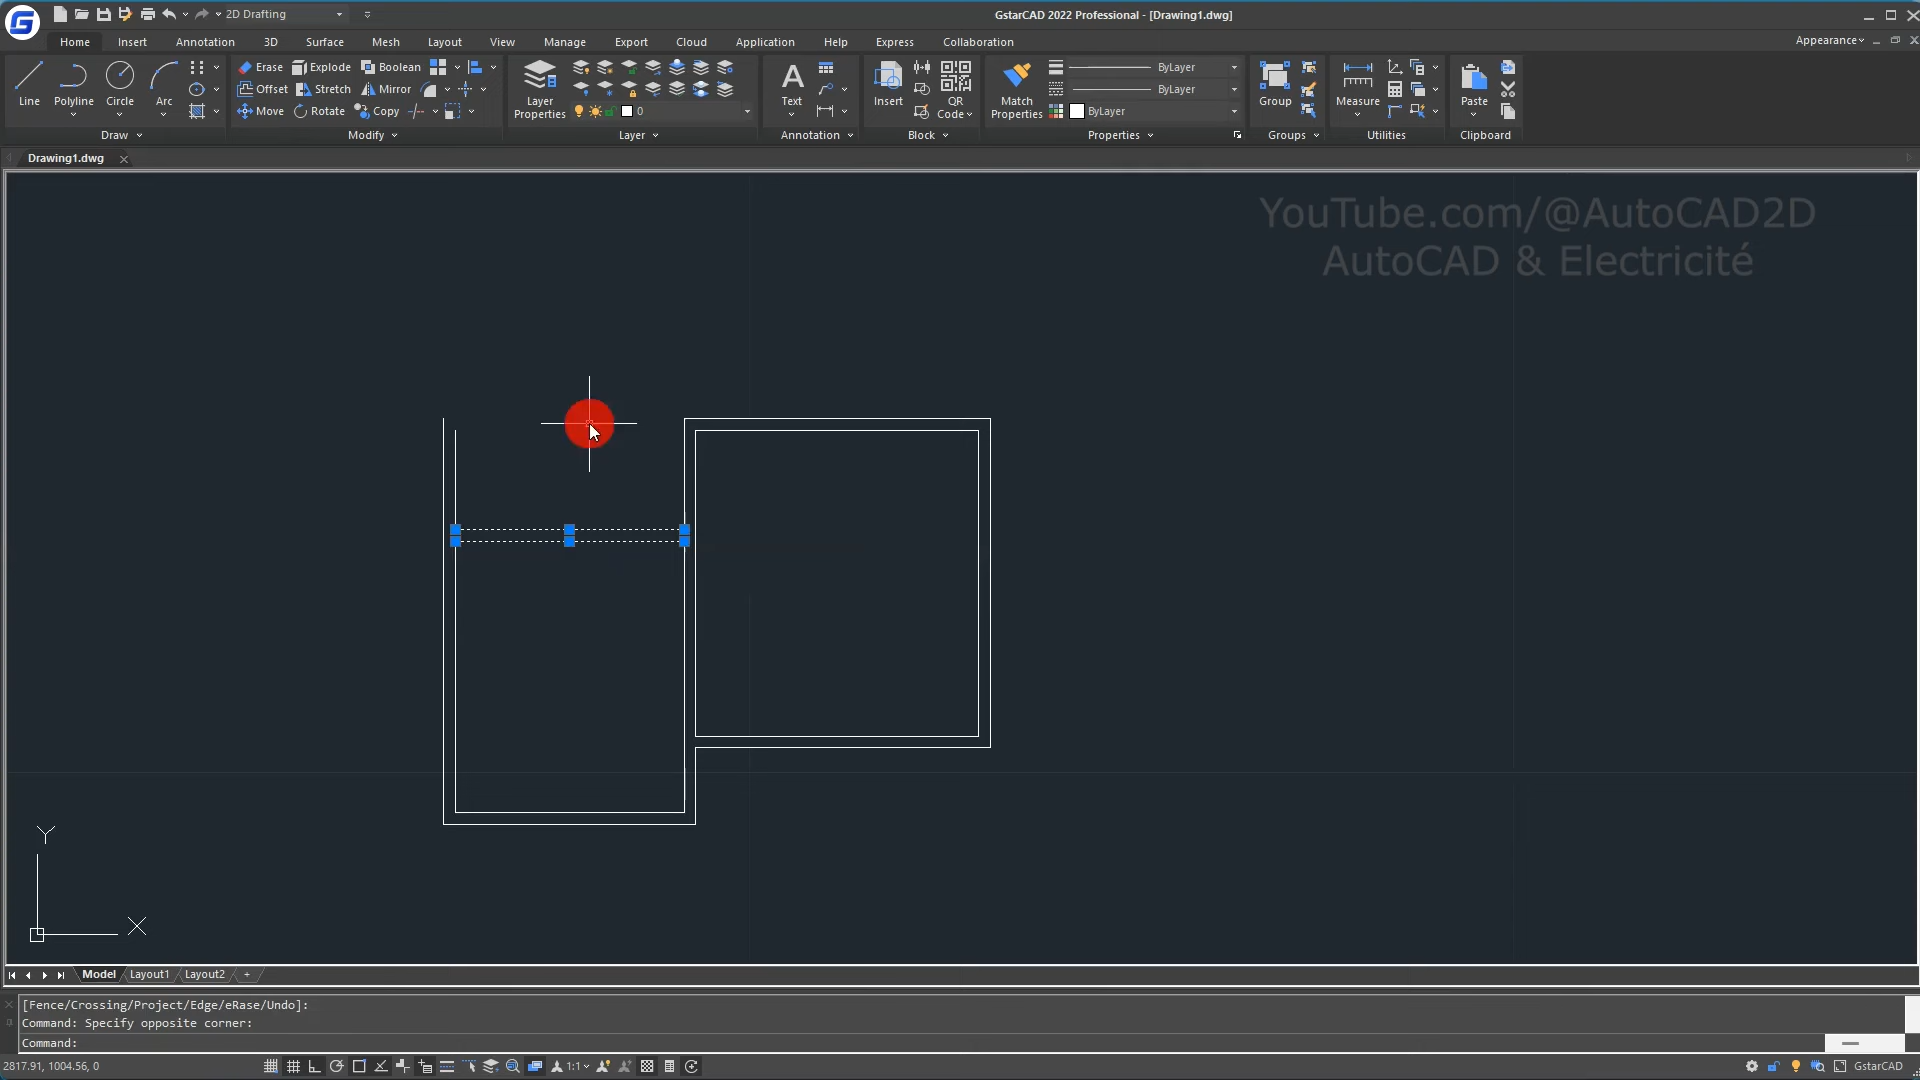 2D Drafting
GstarCAD 2022 Professional - [Drawing1.dwg]
Home Insert Annotation 3D Surface Mesh Layout View Manage Export Cloud Application Help Express Collaboration Appearance
Line Polyline Circle Arc
Erase Explode Boolean
Offset Stretch Mirror
Move Rotate Copy
Layer Properties
0
Text
Insert
QR Code
Match Properties
ByLayer
ByLayer
ByLayer
Group
Measure
Paste
Draw Modify Layer Annotation Block Properties Groups Utilities Clipboard
Drawing1.dwg
YouTube.com/@AutoCAD2D
AutoCAD & Electricité
Y
X
Model Layout1 Layout2 +
[Fence/Crossing/Project/Edge/eRase/Undo]:
Command: Specify opposite corner:
Command:
2817.91, 1004.56, 0
1:1
GstarCAD